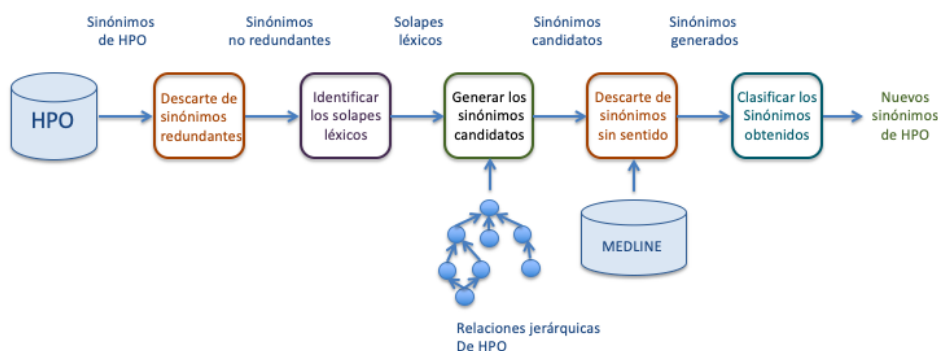 Sinónimos
de HPO
Sinónimos
no redundantes
Solapes
léxicos
Sinónimos
candidatos
Sinónimos
generados
HPO
Descarte de
sinónimos
redundantes
Identificar
los solapes
léxicos
Generar los
sinónimos
candidatos
Descarte de
sinónimos
sin sentido
Clasificar los
Sinónimos
obtenidos
Nuevos
sinónimos
de HPO
MEDLINE
Relaciones jerárquicas
De HPO